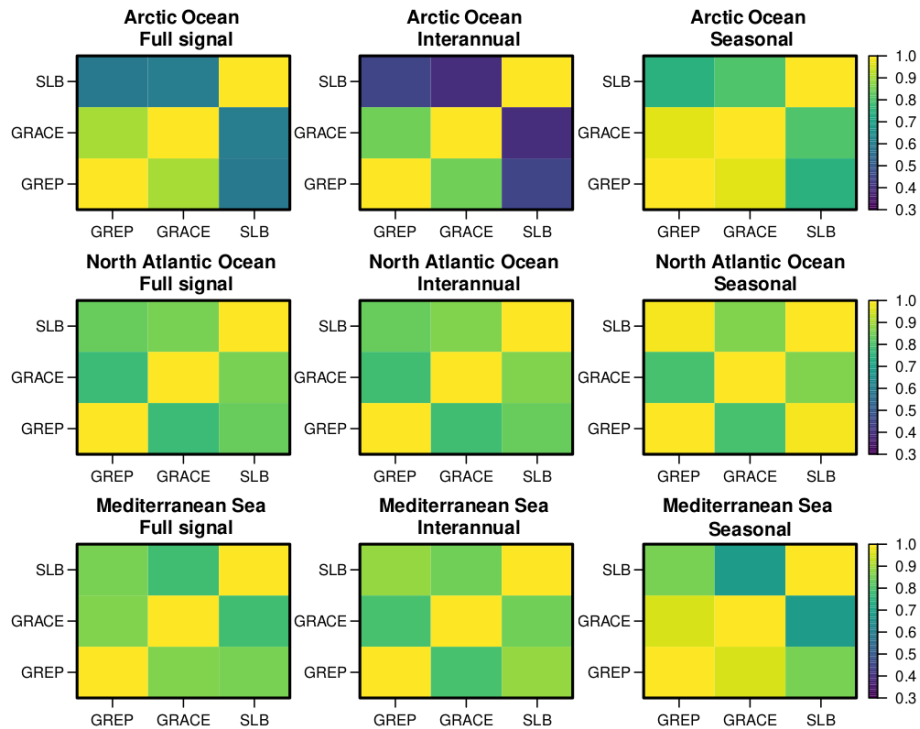 Arctic Ocean
Full signal
Arctic Ocean
Interannual
Arctic Ocean
Seasonal
SLB
GRACE
GREP
GREP GRACE SLB
SLB
GRACE
GREP
GREP GRACE SLB
SLB
GRACE
GREP
GREP GRACE SLB
1.0
0.9
0.8
0.7
0.6
0.5
0.4
0.3
North Atlantic Ocean
Full signal
North Atlantic Ocean
Interannual
North Atlantic Ocean
Seasonal
SLB
GRACE
GREP
GREP GRACE SLB
SLB
GRACE
GREP
GREP GRACE SLB
SLB
GRACE
GREP
GREP GRACE SLB
1.0
0.9
0.8
0.7
0.6
0.5
0.4
0.3
Mediterranean Sea
Full signal
Mediterranean Sea
Interannual
Mediterranean Sea
Seasonal
SLB
GRACE
GREP
GREP GRACE SLB
SLB
GRACE
GREP
GREP GRACE SLB
SLB
GRACE
GREP
GREP GRACE SLB
1.0
0.9
0.8
0.7
0.6
0.5
0.4
0.3